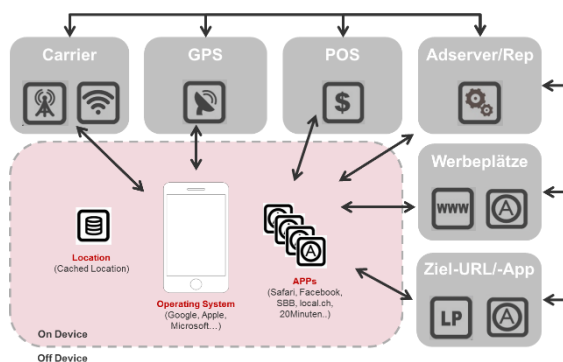 Carrier
GPS
POS
Adserver/Rep
$
Werbeplätze
WWW
A
Ziel-URL/-App
LP
A
Location
(Cached Location)
Operating System
(Google, Apple,
Microsoft…)
A
APPs
(Safari, Facebook,
SBB, local.ch,
20Minuten..)
On Device
Off Device